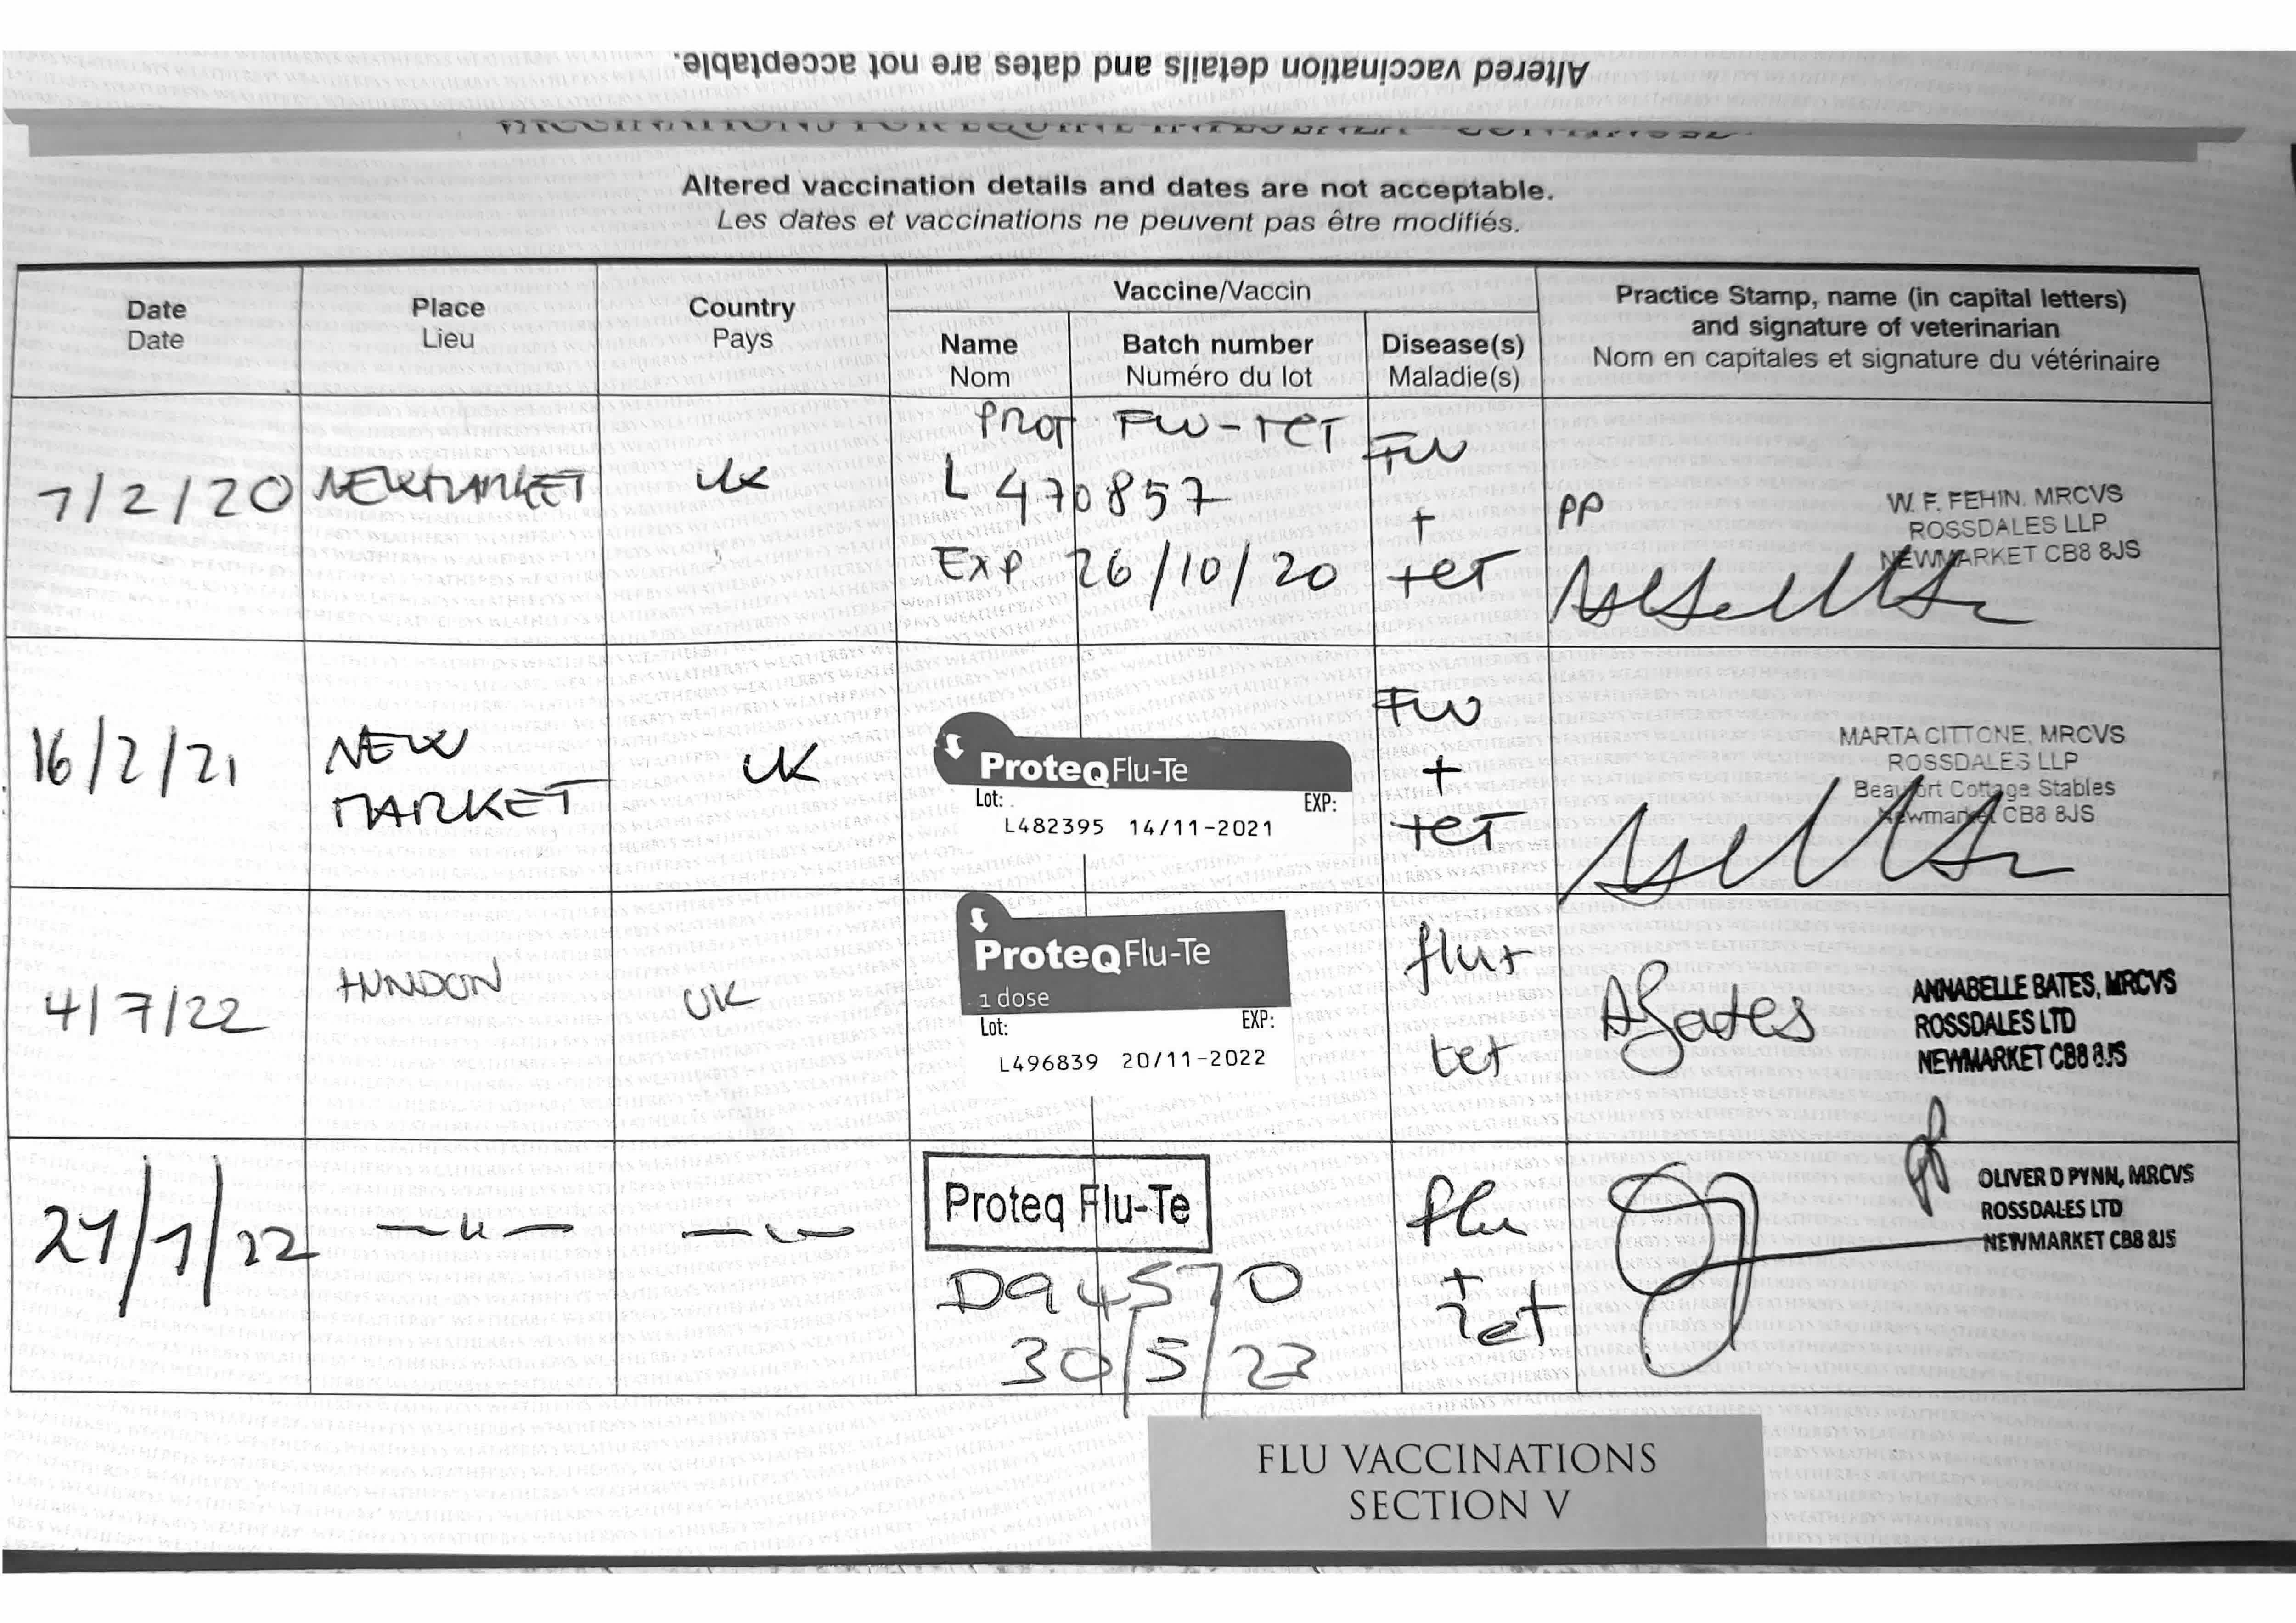 Altered vaccination details and dates are not acceptable.
Altered vaccination details and dates are not acceptable.
Les dates et vaccinations ne peuvent pas être modifiés.
Date
Date
Place
Lieu
Country
Pays
Vaccine/Vaccin
Name
Nom
Batch number
Numéro du lot
Disease(s)
Maladie(s)
Practice Stamp, name (in capital letters)
and signature of veterinarian
Nom en capitales et signature du vétérinaire
7/2/20 NEWMARKET UK
PROT FLU-TET
L 470857
Exp 26/10/20
FLU
+
tet
PP
W. F. FEHIN. MRCVS
ROSSDALES LLP
NEWMARKET CB8 8JS
16/2/21
NEW
MARKET
UK
ProteqFlu-Te
Lot: EXP:
L482395 14/11-2021
FLU
+
tet
MARTA CITTONE, MRCVS
ROSSDALES LLP
Beaufort Cottage Stables
Newmarket CB8 8JS
4/7/22
HUNDON
UK
ProteqFlu-Te
1 dose
Lot: EXP:
L496839 20/11-2022
flu+
tet
ABates
ANNABELLE BATES, MRCVS
ROSSDALES LTD
NEWMARKET CB8 8JS
—"— —"—
Proteq Flu-Te
D94570
30/5/23
flu
+
Tet
OLIVER D PYNN, MRCVS
ROSSDALES LTD
NEWMARKET CB8 8JS
FLU VACCINATIONS
SECTION V